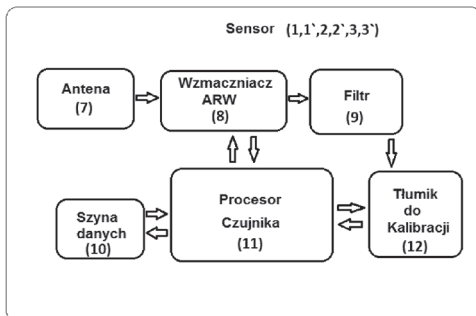 Sensor (1,1`,2,2`,3,3`)
Antena
(7)
Wzmacniacz
ARW
(8)
Filtr
(9)
Szyna
danych
(10)
Procesor
Czujnika
(11)
Tłumik
do
Kalibracji
(12)